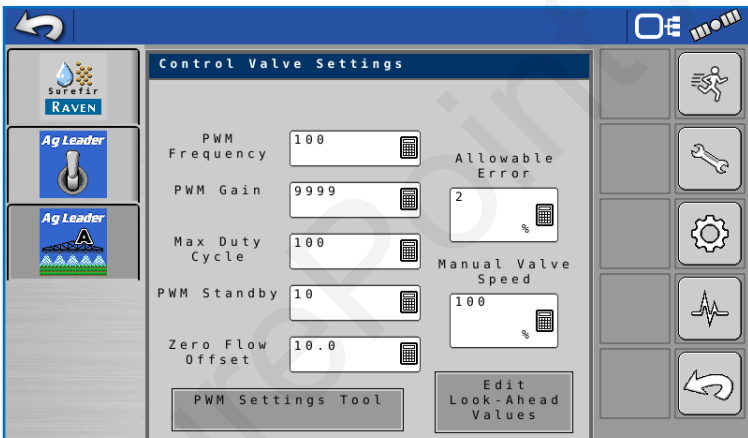 Control Valve Settings
Surefir
RAVEN
Ag Leader
Ag Leader
A
PWM
Frequency
100
PWM Gain
9999
Max Duty
Cycle
100
PWM Standby
10
Zero Flow
Offset
10.0
Allowable
Error
2
%
Manual Valve
Speed
100
%
PWM Settings Tool
Edit
Look-Ahead
Values